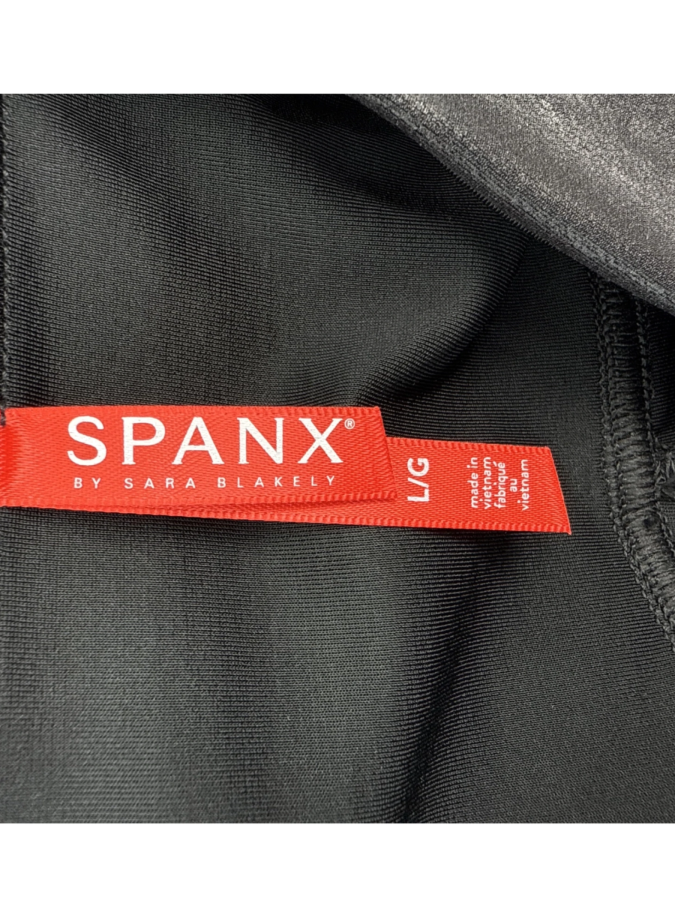 SPANX®
BY SARA BLAKELY
L/G
made in
vietnam
fabriqué
au
vietnam